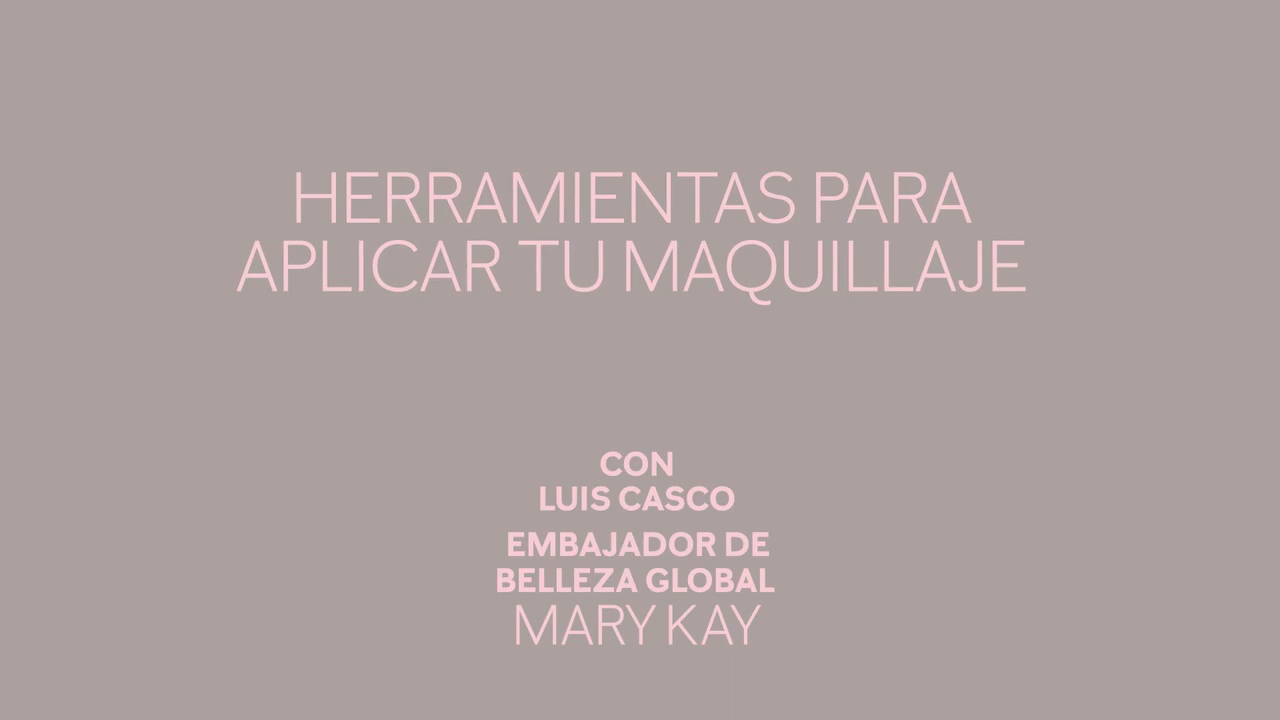 HERRAMIENTAS PARA
APLICAR TU MAQUILLAJE
CON
LUIS CASCO
EMBAJADOR DE
BELLEZA GLOBAL
MARY KAY